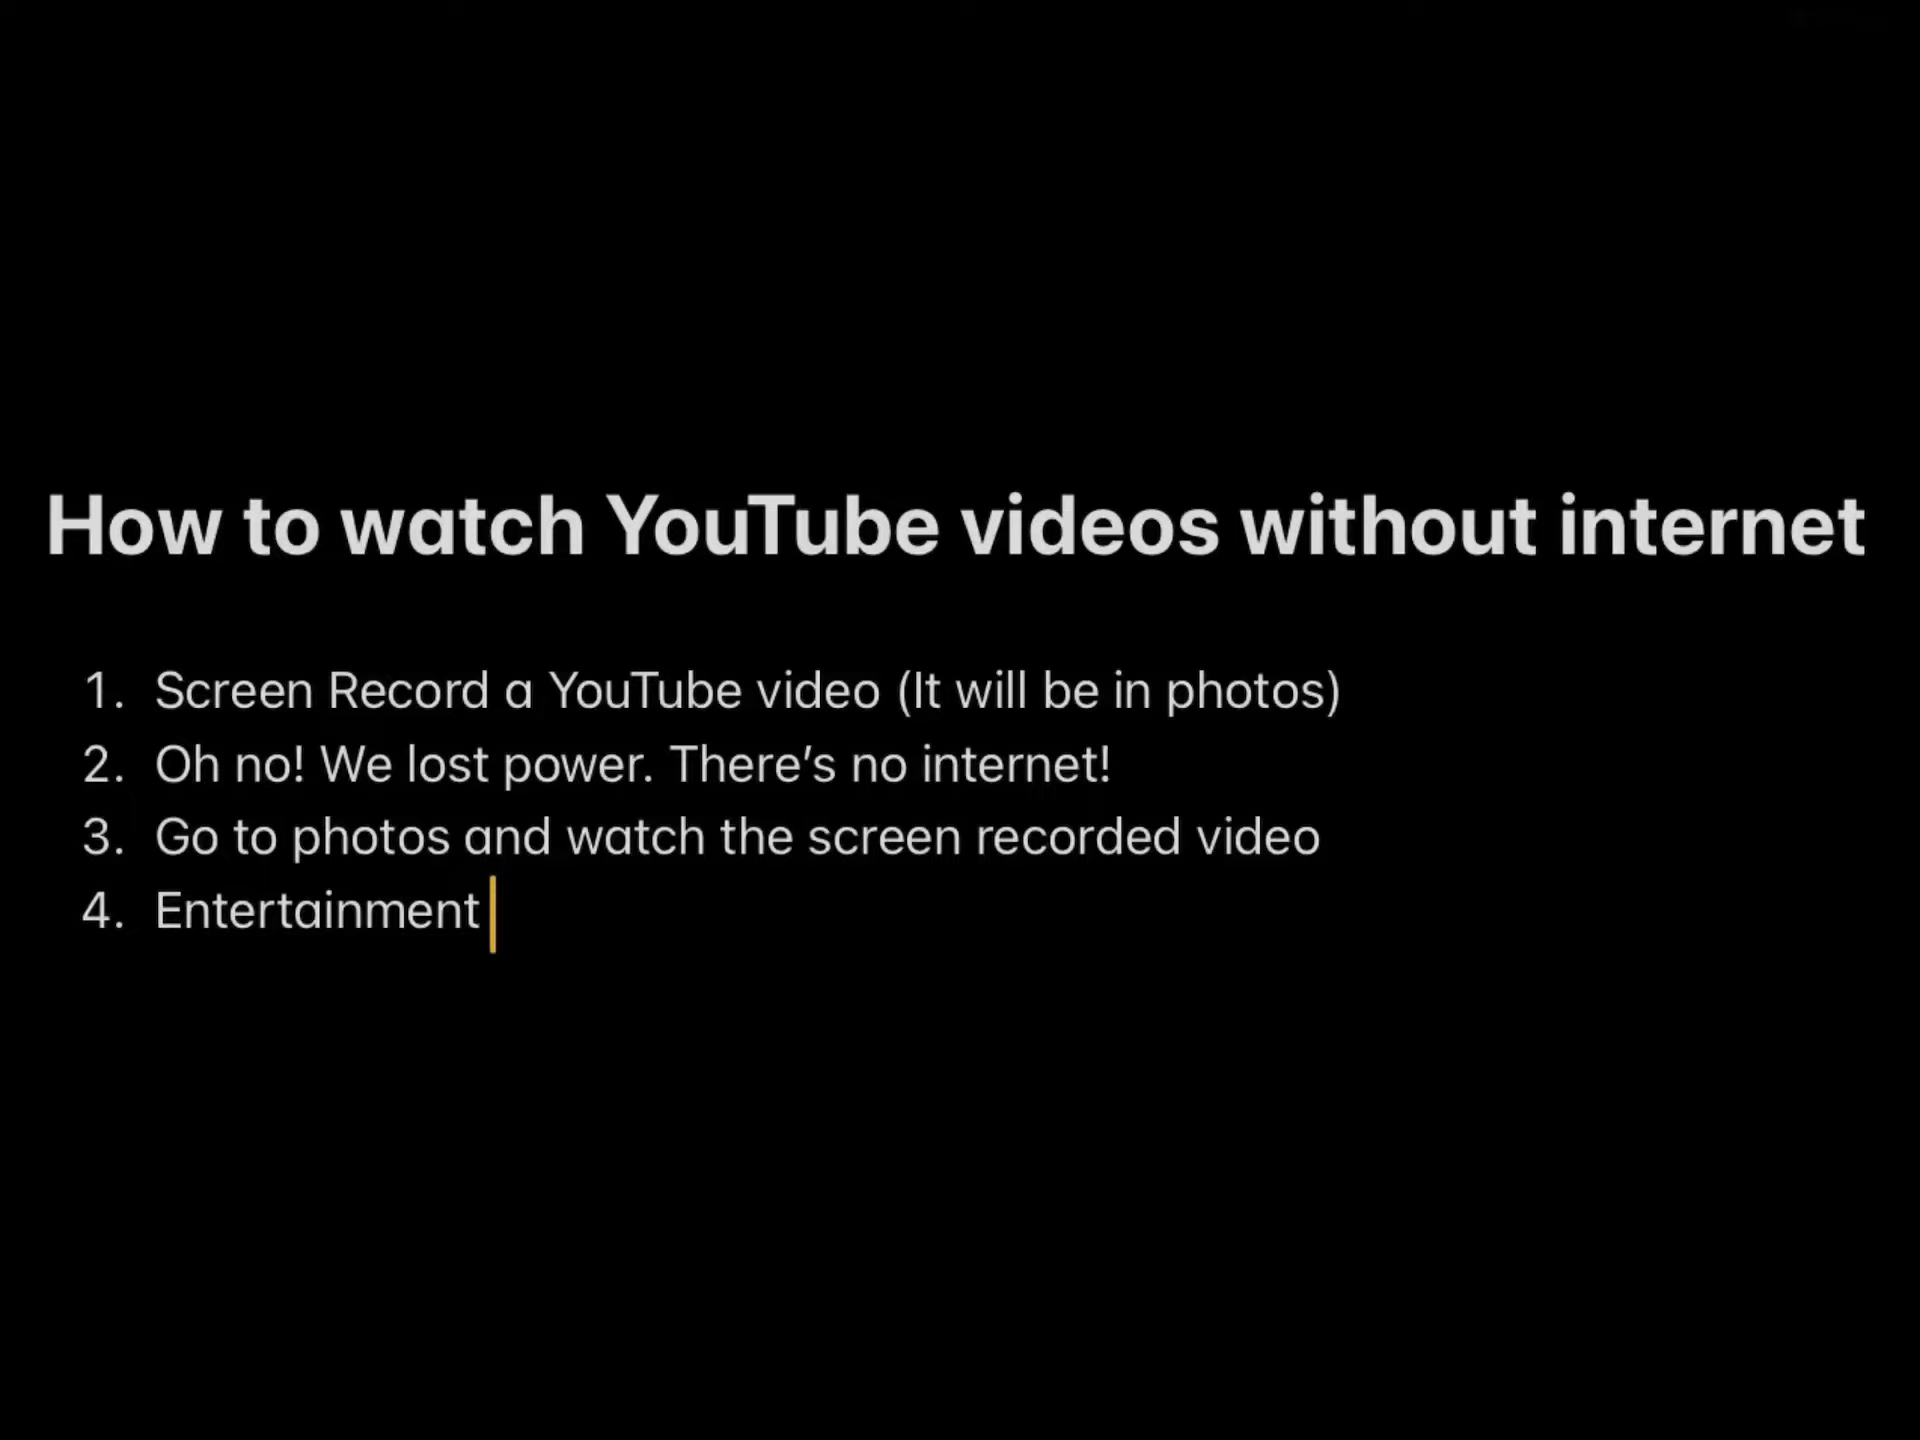 How to watch YouTube videos without internet
1. Screen Record a YouTube video (It will be in photos)
2. Oh no! We lost power. There’s no internet!
3. Go to photos and watch the screen recorded video
4. Entertainment